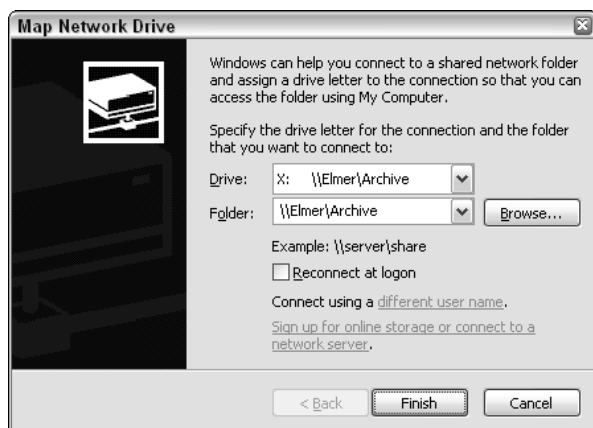 Map Network Drive
Windows can help you connect to a shared network folder
and assign a drive letter to the connection so that you can
access the folder using My Computer.
Specify the drive letter for the connection and the folder
that you want to connect to:
Drive: X: \\Elmer\Archive
Folder: \\Elmer\Archive Browse...
Example: \\server\share
Reconnect at logon
Connect using a different user name.
Sign up for online storage or connect to a
network server.
< Back Finish Cancel